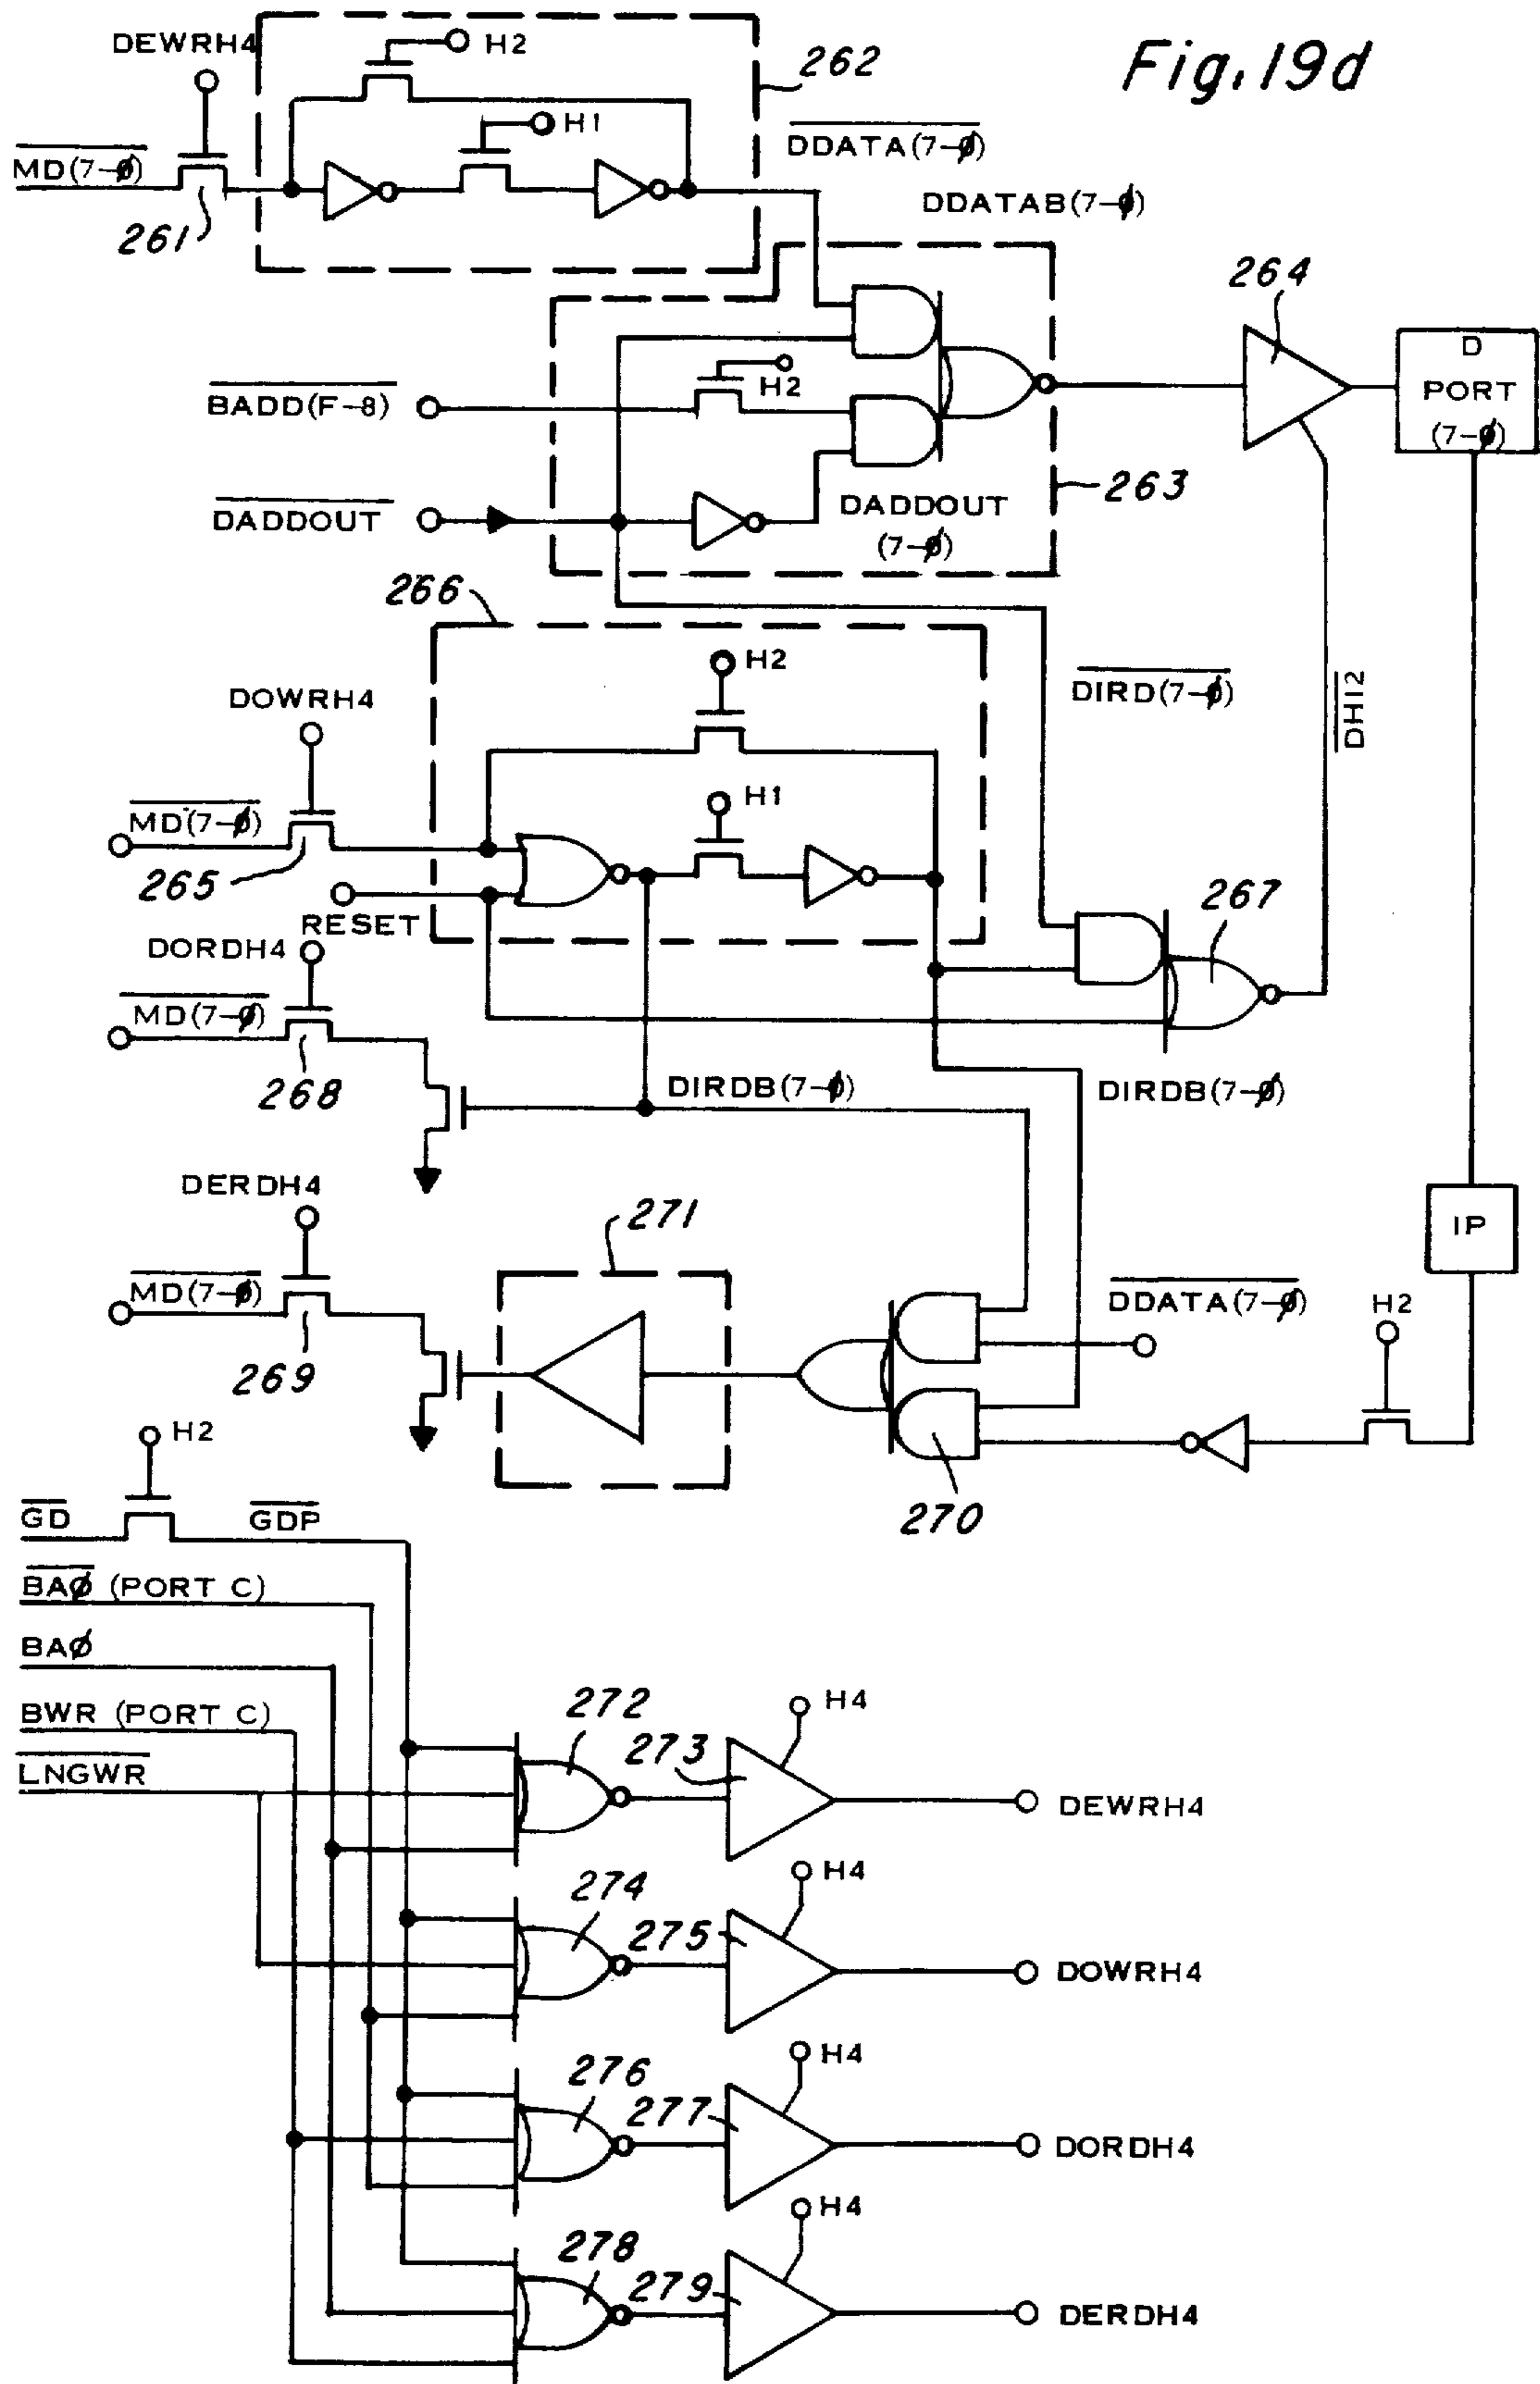 Fig. 19d
DEWRH4
H2
262
H1
MD(7-ø)
261
DDATA(7-ø)
DDATAB(7-ø)
264
D
PORT
(7-ø)
BADD(F-8)
H2
DADDOUT
DADDOUT
(7-ø)
263
266
H2
DIRD(7-ø)
DHI2
DOWRH4
H1
MD(7-ø)
265
RESET
267
DORDH4
MD(7-ø)
268
DIRDB(7-ø)
DIRDB(7-ø)
DERDH4
271
IP
MD(7-ø)
DDATA(7-ø)
H2
269
270
H2
GD
GDP
BAø (PORT C)
BAø
BWR (PORT C)
LNGWR
272
273
H4
DEWRH4
274
275
H4
DOWRH4
276
277
H4
DORDH4
278
279
H4
DERDH4